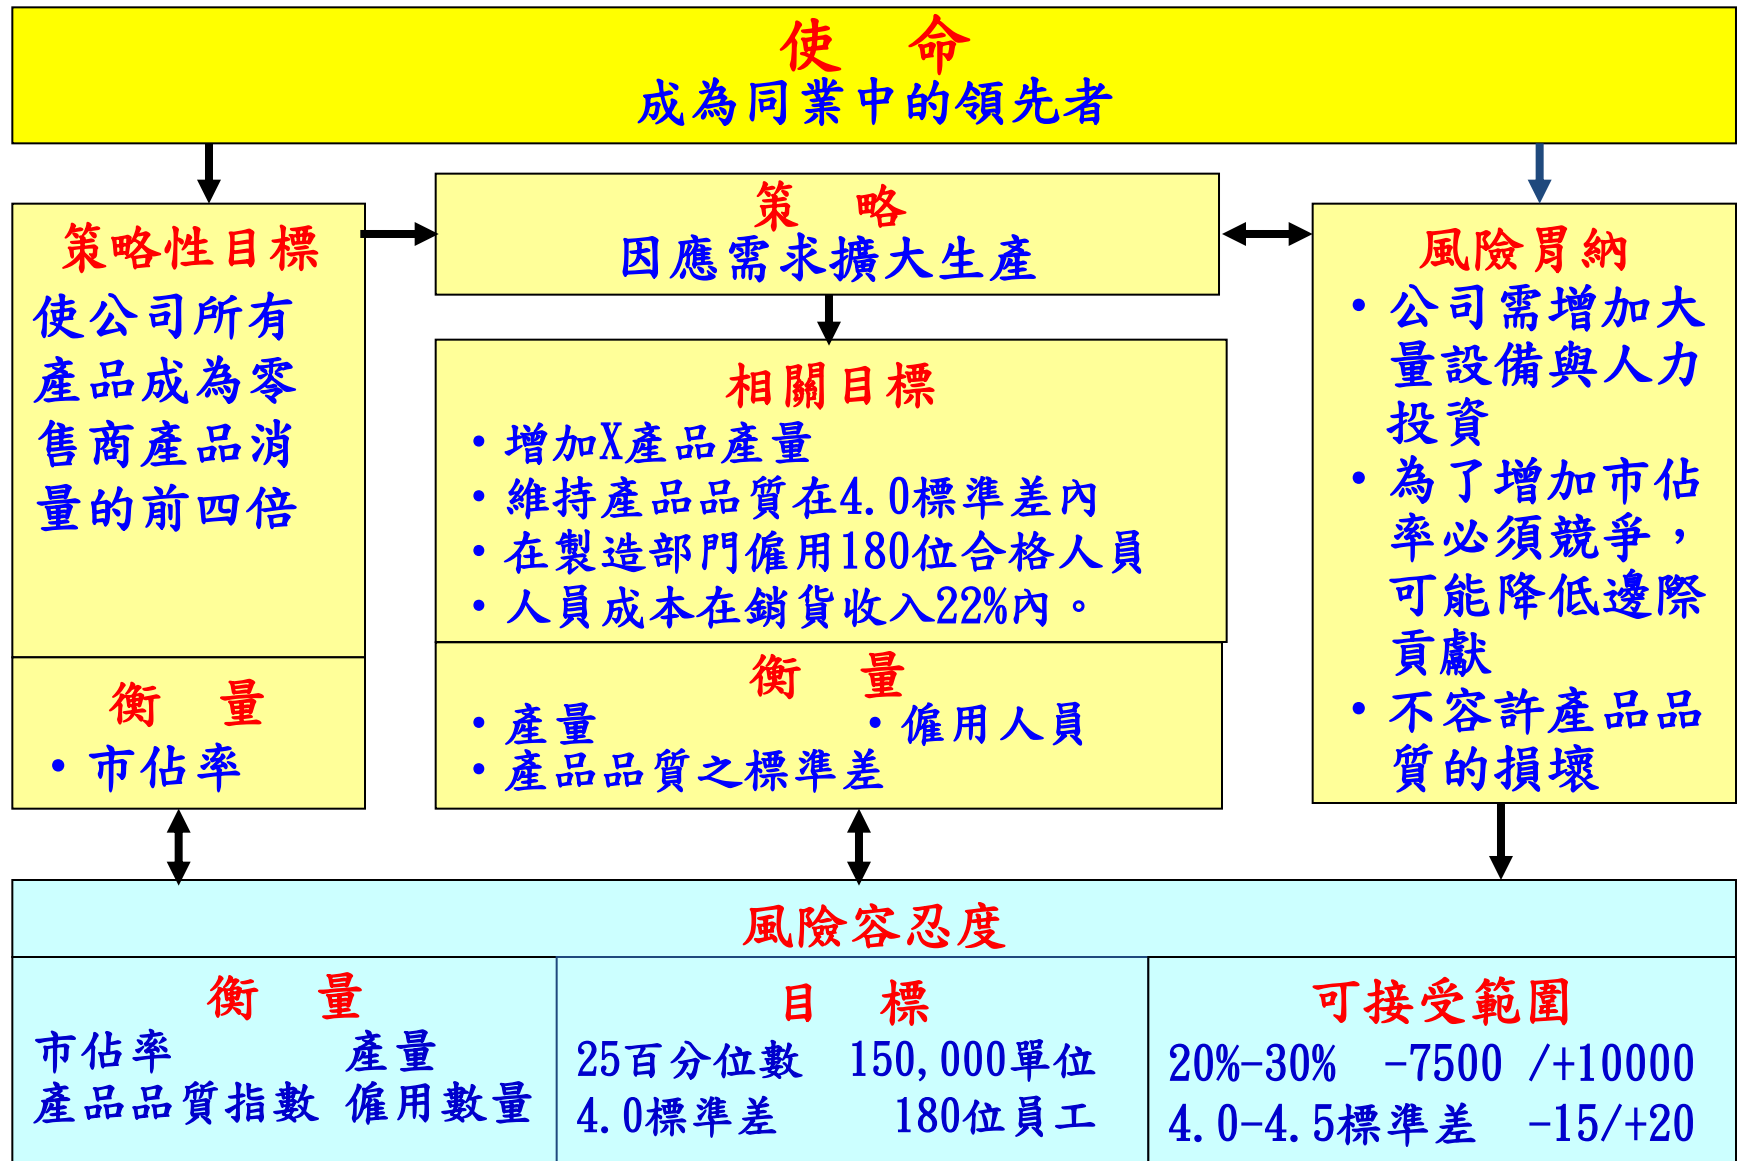 使 命
成為同業中的領先者
策略性目標
使公司所有
產品成為零
售商產品消
量的前四倍
衡 量
• 市佔率
策 略
因應需求擴大生產
相關目標
• 增加X產品產量
• 維持產品品質在4.0標準差內
• 在製造部門僱用180位合格人員
• 人員成本在銷貨收入22%內。
衡 量
• 產量 • 僱用人員
• 產品品質之標準差
風險胃納
• 公司需增加大
量設備與人力
投資
• 為了增加市佔
率必須競爭，
可能降低邊際
貢獻
• 不容許產品品
質的損壞
風險容忍度
衡 量
市佔率 產量
產品品質指數 僱用數量
目 標
25百分位數 150,000單位
4.0標準差 180位員工
可接受範圍
20%-30% -7500 /+10000
4.0-4.5標準差 -15/+20